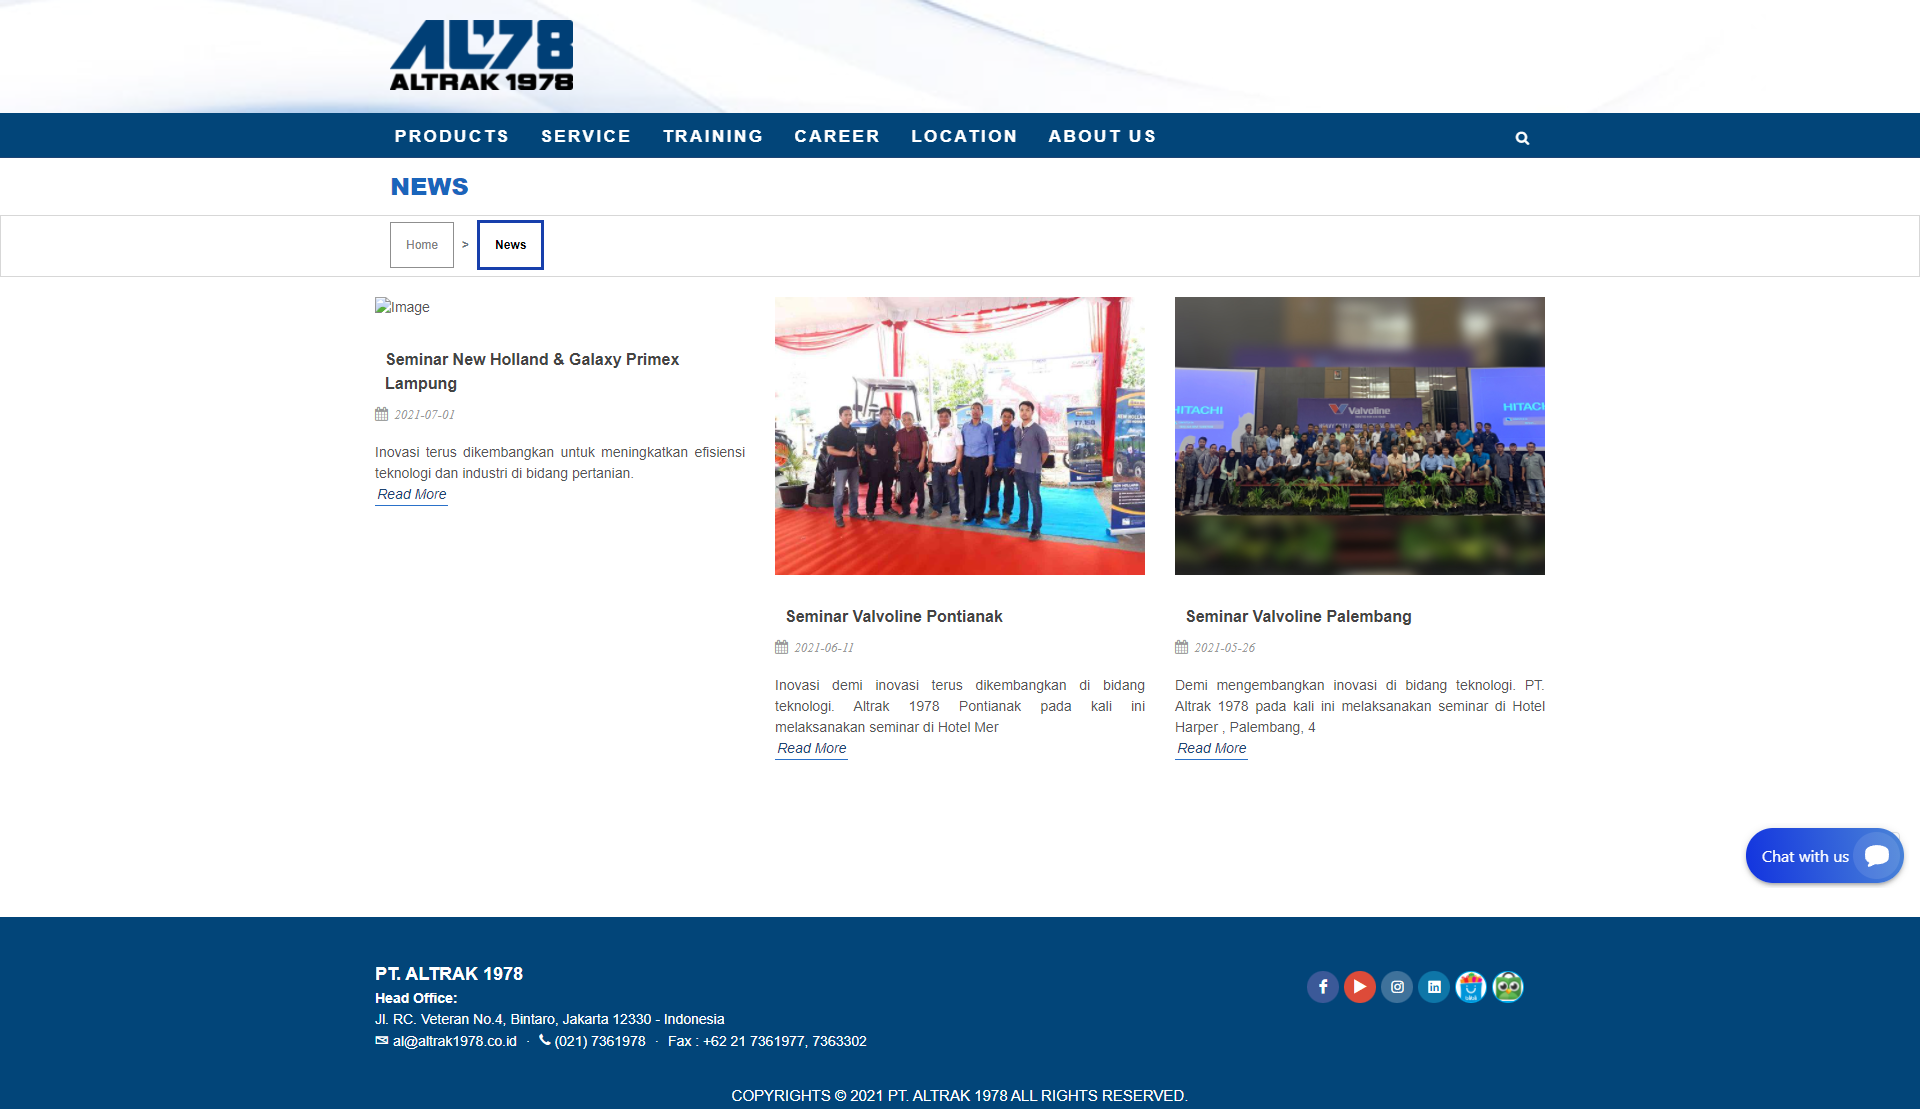 AL78
ALTRAK 1978
PRODUCTS SERVICE TRAINING CAREER LOCATION ABOUT US
NEWS
Home > News
Image
Seminar New Holland & Galaxy Primex
Lampung
2021-07-01
Inovasi terus dikembangkan untuk meningkatkan efisiensi
teknologi dan industri di bidang pertanian.
Read More
T7.150
Seminar Valvoline Pontianak
2021-06-11
Inovasi demi inovasi terus dikembangkan di bidang
teknologi. Altrak 1978 Pontianak pada kali ini
melaksanakan seminar di Hotel Mer
Read More
HITACHI
Valvoline
HITAC
Seminar Valvoline Palembang
2021-05-26
Demi mengembangkan inovasi di bidang teknologi. PT.
Altrak 1978 pada kali ini melaksanakan seminar di Hotel
Harper , Palembang, 4
Read More
Chat with us
PT. ALTRAK 1978
Head Office:
Jl. RC. Veteran No.4, Bintaro, Jakarta 12330 - Indonesia
al@altrak1978.co.id · (021) 7361978 · Fax : +62 21 7361977, 7363302
COPYRIGHTS © 2021 PT. ALTRAK 1978 ALL RIGHTS RESERVED.